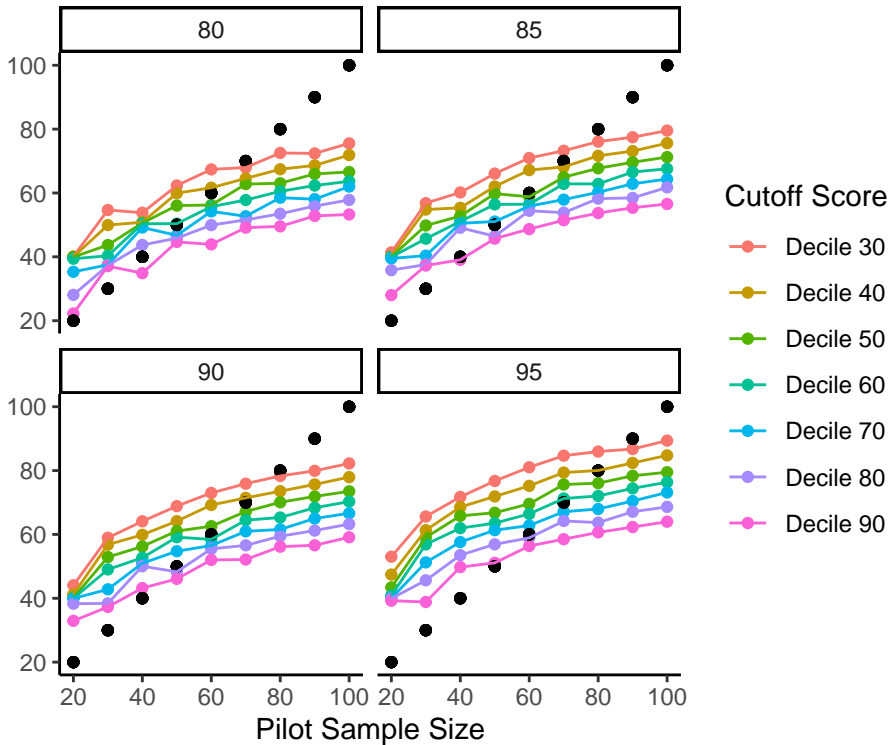 80
85
100
80
60
40
20
90
95
100
80
60
40
20
20 40 60 80 100
20 40 60 80 100
Pilot Sample Size
Cutoff Score
Decile 30
Decile 40
Decile 50
Decile 60
Decile 70
Decile 80
Decile 90